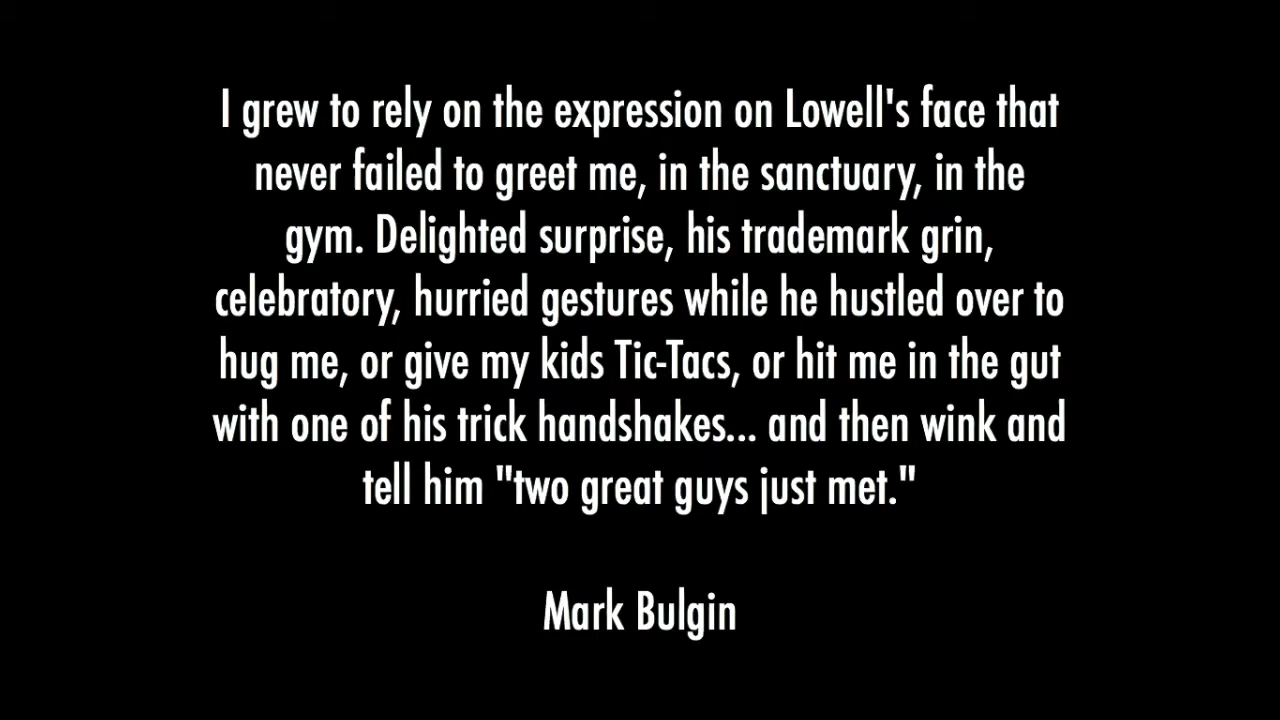 I grew to rely on the expression on Lowell's face that
never failed to greet me, in the sanctuary, in the
gym. Delighted surprise, his trademark grin,
celebratory, hurried gestures while he hustled over to
hug me, or give my kids Tic-Tacs, or hit me in the gut
with one of his trick handshakes... and then wink and
tell him "two great guys just met."
Mark Bulgin